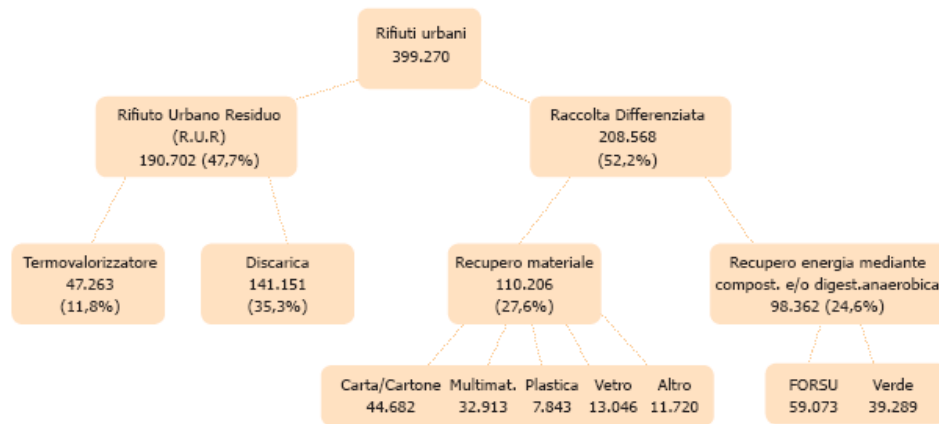 Rifiuti urbani
399.270
Rifiuto Urbano Residuo
(R.U.R)
190.702 (47,7%)
Raccolta Differenziata
208.568
(52,2%)
Termovalorizzatore
47.263
(11,8%)
Discarica
141.151
(35,3%)
Recupero materiale
110.206
(27,6%)
Recupero energia mediante
compost. e/o digest.anaerobica
98.362 (24,6%)
Carta/Cartone Multimat. Plastica Vetro Altro
44.682 32.913 7.843 13.046 11.720
FORSU Verde
59.073 39.289